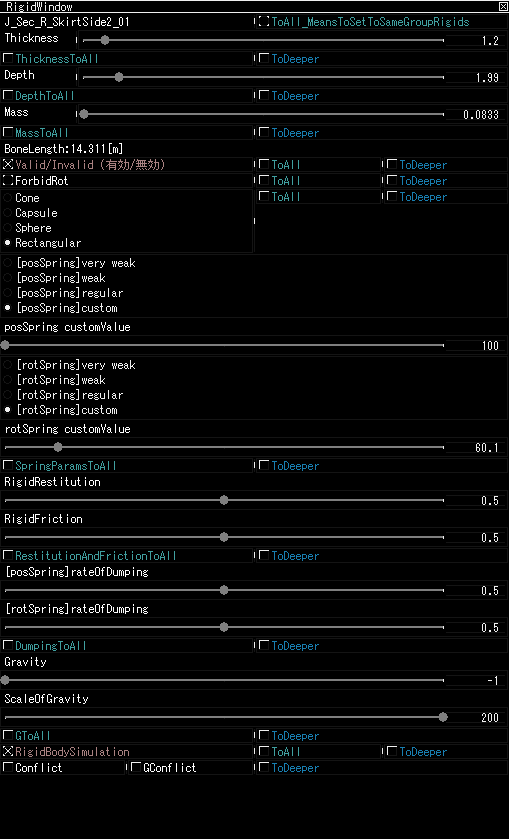 RigidWindow
J_Sec_R_SkirtSide2_01 ToAll_MeansToSetToSameGroupRigids
Thickness 1.2
ThicknessToAll ToDeeper
Depth 1.99
DepthToAll ToDeeper
Mass 0.0833
MassToAll ToDeeper
BoneLength:14.311[m]
Valid/Invalid (有効/無効) ToAll ToDeeper
ForbidRot ToAll ToDeeper
Cone ToAll ToDeeper
Capsule
Sphere
Rectangular
[posSpring]very weak
[posSpring]weak
[posSpring]regular
[posSpring]custom
posSpring customValue
100
[rotSpring]very weak
[rotSpring]weak
[rotSpring]regular
[rotSpring]custom
rotSpring customValue
60.1
SpringParamsToAll ToDeeper
RigidRestitution
0.5
RigidFriction
0.5
RestitutionAndFrictionToAll ToDeeper
[posSpring]rateOfDumping
0.5
[rotSpring]rateOfDumping
0.5
DumpingToAll ToDeeper
Gravity
-1
ScaleOfGravity
200
GToAll ToDeeper
RigidBodySimulation ToAll ToDeeper
Conflict GConflict ToDeeper